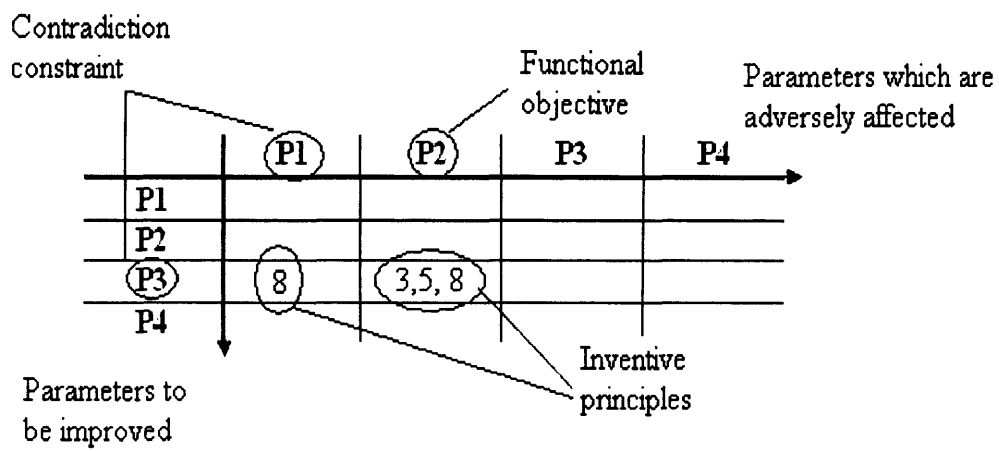 Contradiction
constraint
Functional
objective
Parameters which are
adversely affected
P1 P2 P3 P4
P1
P2
P3 8 3,5, 8
P4
Inventive
principles
Parameters to
be improved